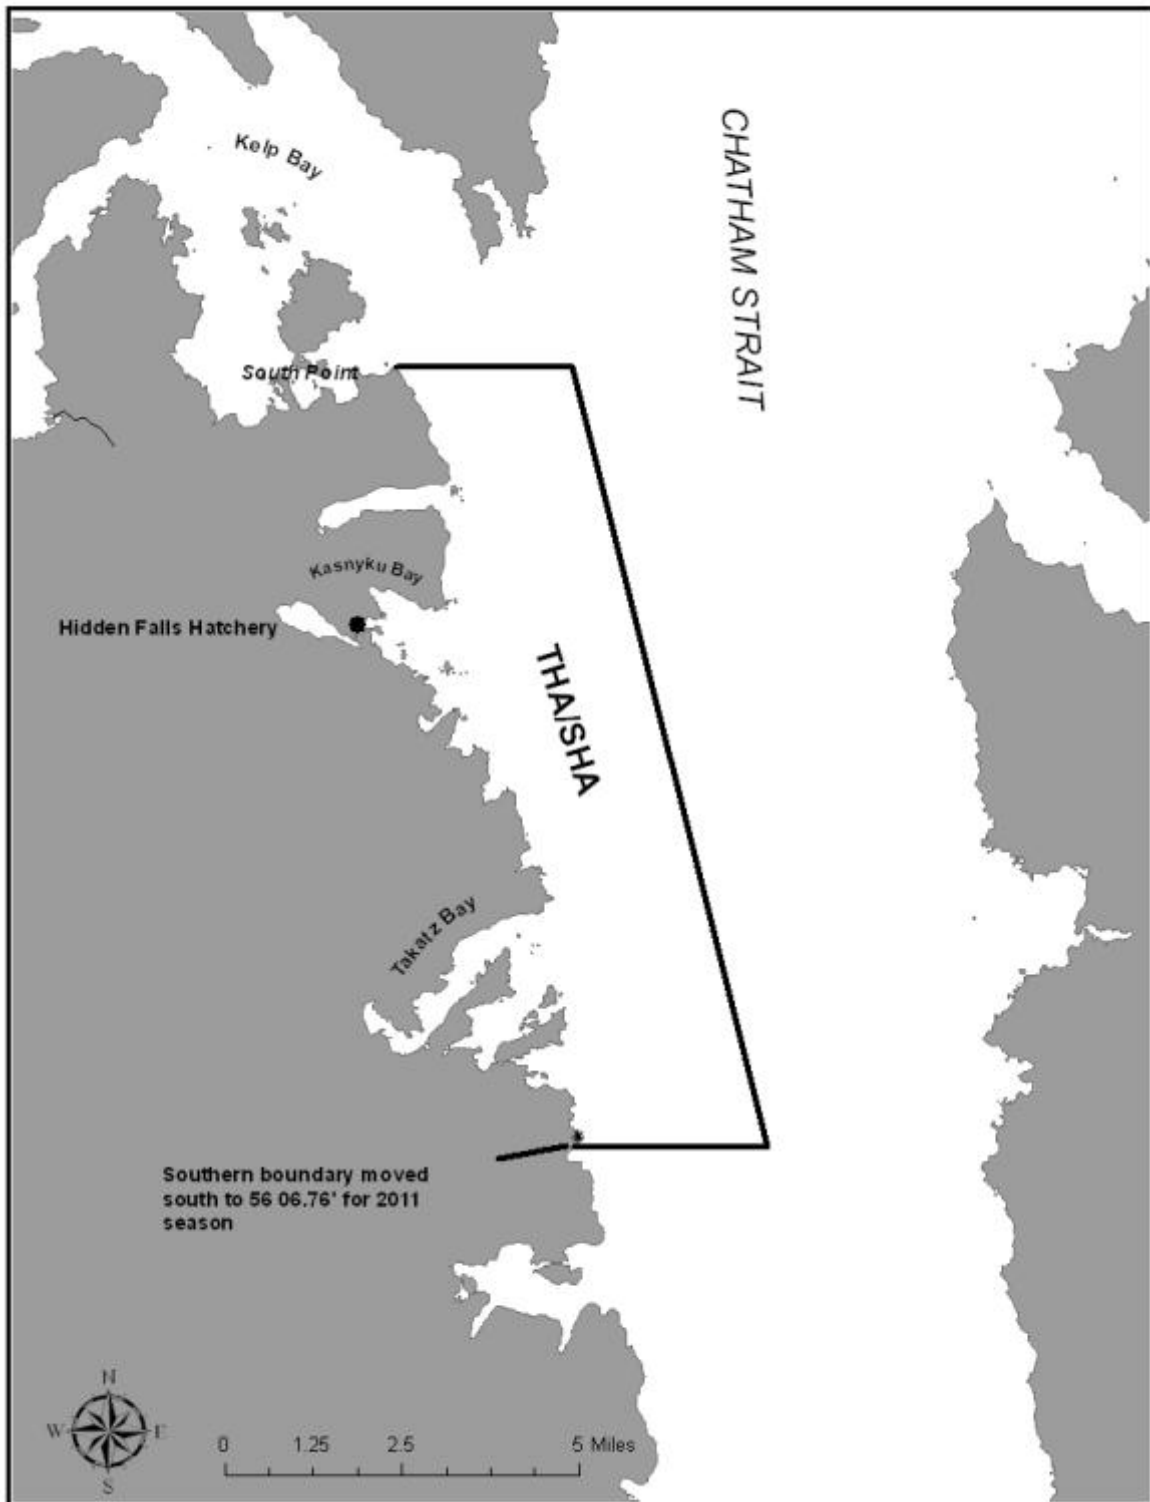 Kelp Bay
CHATHAM STRAIT
South Point
Kasnyku Bay
Hidden Falls Hatchery
THA/SHA
Takatz Bay
Southern boundary moved
south to 56 06.76' for 2011
season
N
W E
S
0 1.25 2.5 5 Miles